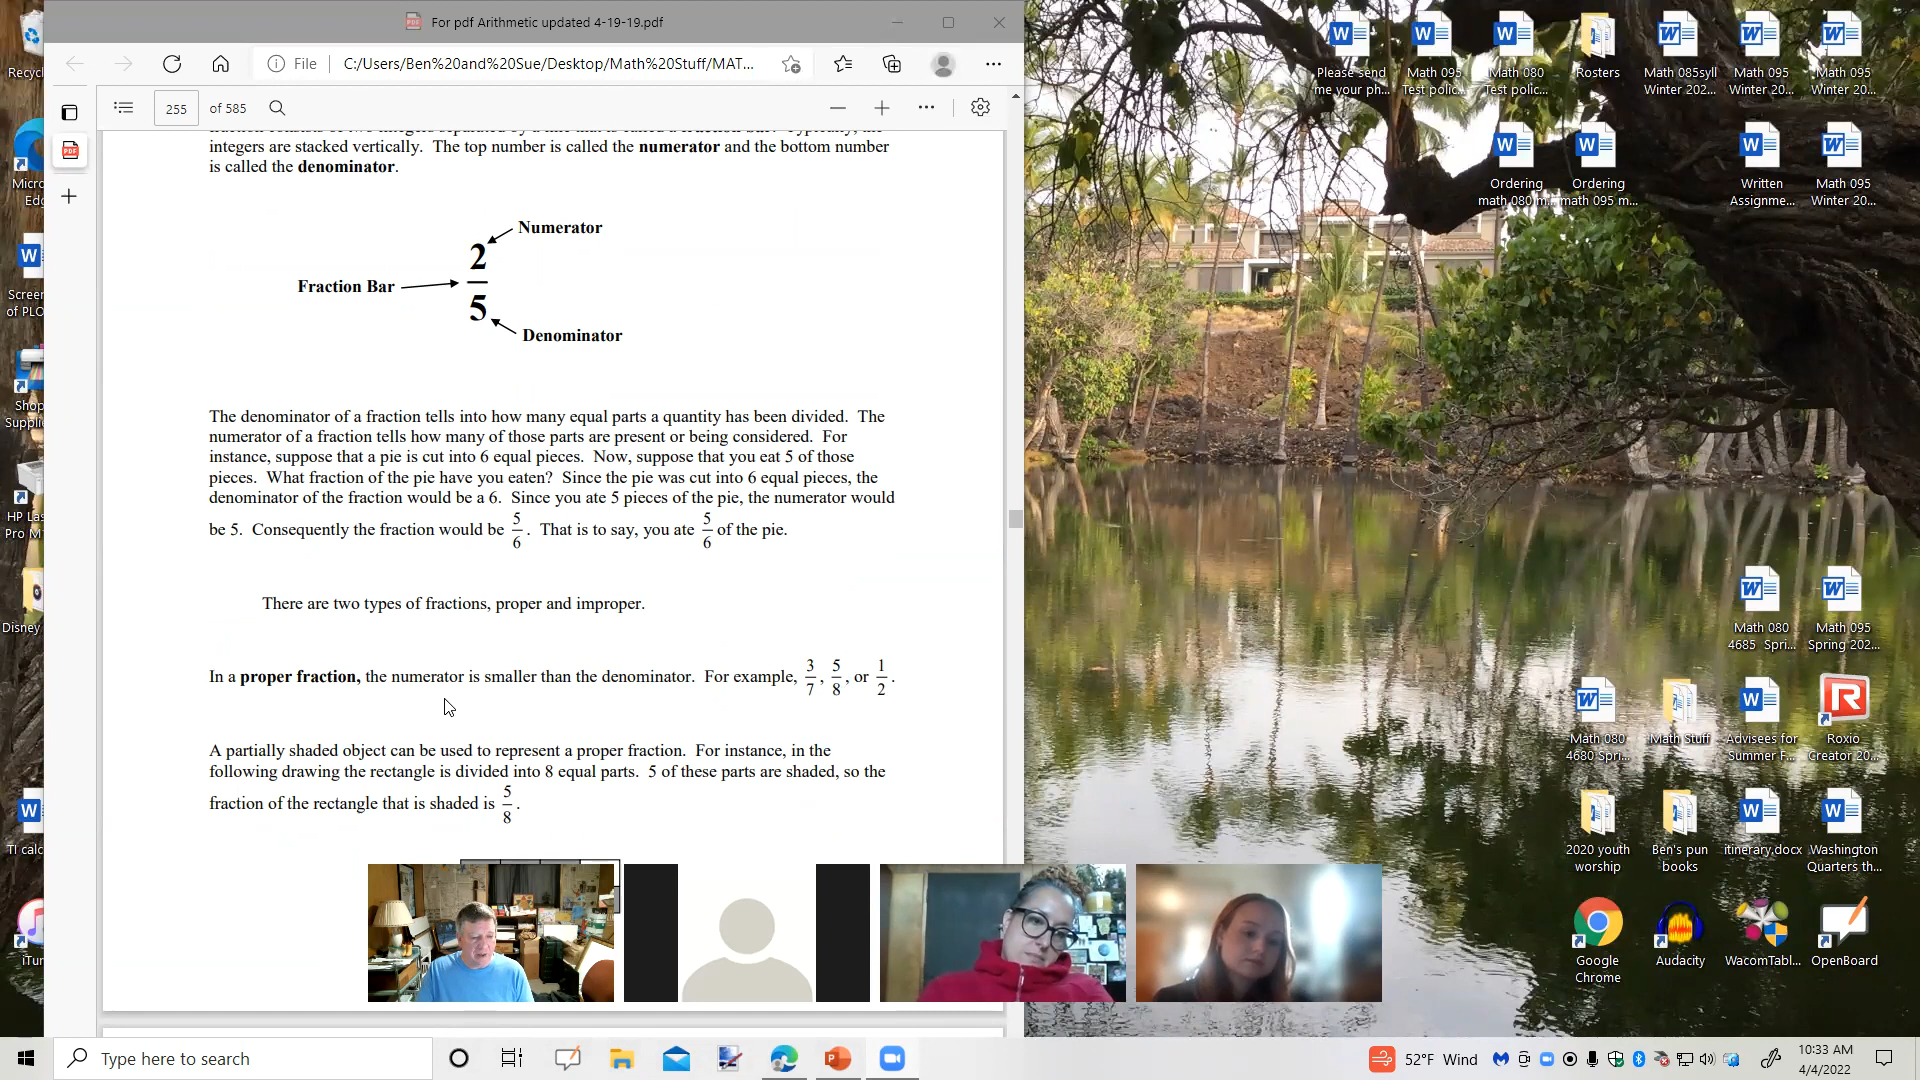 For pdf Arithmetic updated 4-19-19.pdf
File
C:/Users/Ben%20and%20Sue/Desktop/Math%20Stuff/MAT...
255 of 585
integers are stacked vertically. The top number is called the numerator and the bottom number
is called the denominator.
Numerator
2
Fraction Bar
5
Denominator
The denominator of a fraction tells into how many equal parts a quantity has been divided. The
numerator of a fraction tells how many of those parts are present or being considered. For
instance, suppose that a pie is cut into 6 equal pieces. Now, suppose that you eat 5 of those
pieces. What fraction of the pie have you eaten? Since the pie was cut into 6 equal pieces, the
denominator of the fraction would be a 6. Since you ate 5 pieces of the pie, the numerator would
be 5. Consequently the fraction would be 5/6. That is to say, you ate 5/6 of the pie.
There are two types of fractions, proper and improper.
In a proper fraction, the numerator is smaller than the denominator. For example, 3/7, 5/8, or 1/2.
A partially shaded object can be used to represent a proper fraction. For instance, in the
following drawing the rectangle is divided into 8 equal parts. 5 of these parts are shaded, so the
fraction of the rectangle that is shaded is 5/8.
Recycl
Micro
Edg
Screen
of PLO
Shop
Supplie
HP Las
Pro M
Disney
TI calc
iTun
Please send
me your ph...
Math 095
Test polic...
Math 080
Test polic...
Rosters
Math 085syll
Winter 202...
Math 095
Winter 20...
Math 095
Winter 20...
Ordering
math 080 m...
Ordering
math 095 m...
Written
Assignme...
Math 095
Winter 20...
Math 080
4685 Spri...
Math 095
Spring 202...
Math 080
4680 Spri...
Math Stuff
Advisees for
Summer F...
Roxio
Creator 20...
2020 youth
worship
Ben's pun
books
itinerary.docx
Washington
Quarters th...
Google
Chrome
Audacity
WacomTabl...
OpenBoard
Type here to search
52°F Wind
10:33 AM
4/4/2022